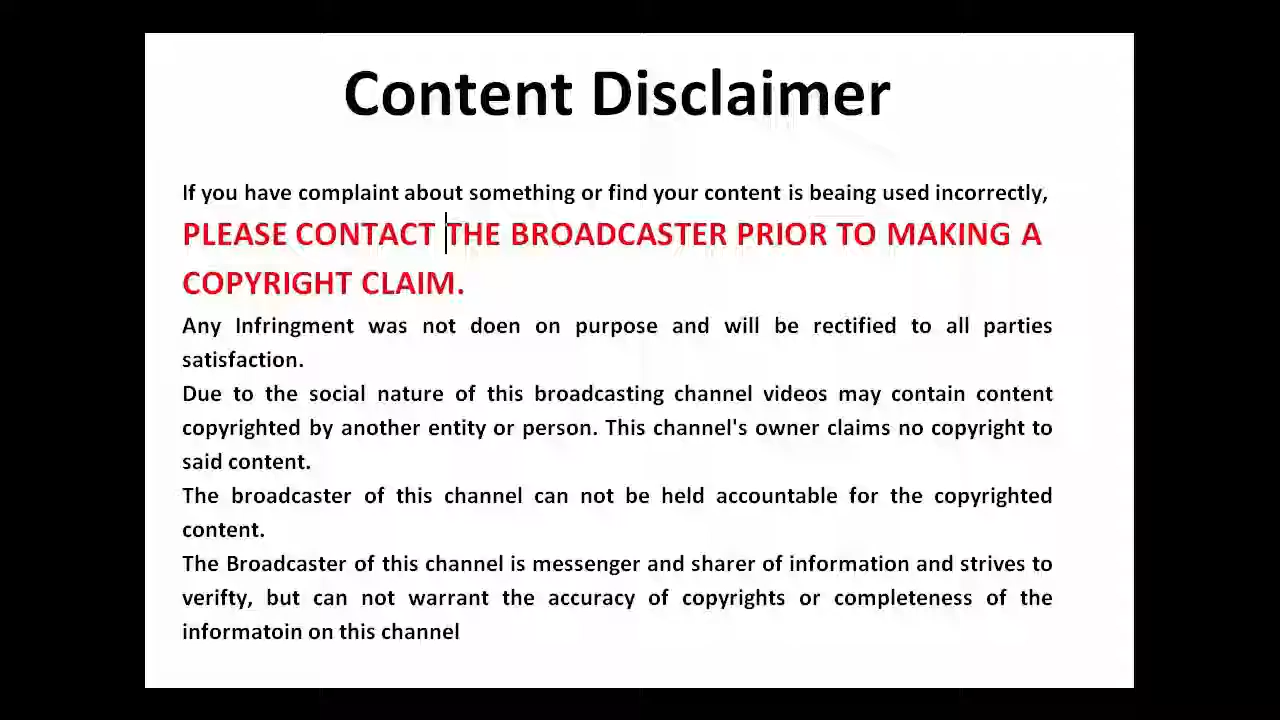 Content Disclaimer
If you have complaint about something or find your content is beaing used incorrectly,
PLEASE CONTACT THE BROADCASTER PRIOR TO MAKING A
COPYRIGHT CLAIM.
Any Infringment was not doen on purpose and will be rectified to all parties
satisfaction.
Due to the social nature of this broadcasting channel videos may contain content
copyrighted by another entity or person. This channel's owner claims no copyright to
said content.
The broadcaster of this channel can not be held accountable for the copyrighted
content.
The Broadcaster of this channel is messenger and sharer of information and strives to
verifty, but can not warrant the accuracy of copyrights or completeness of the
informatoin on this channel